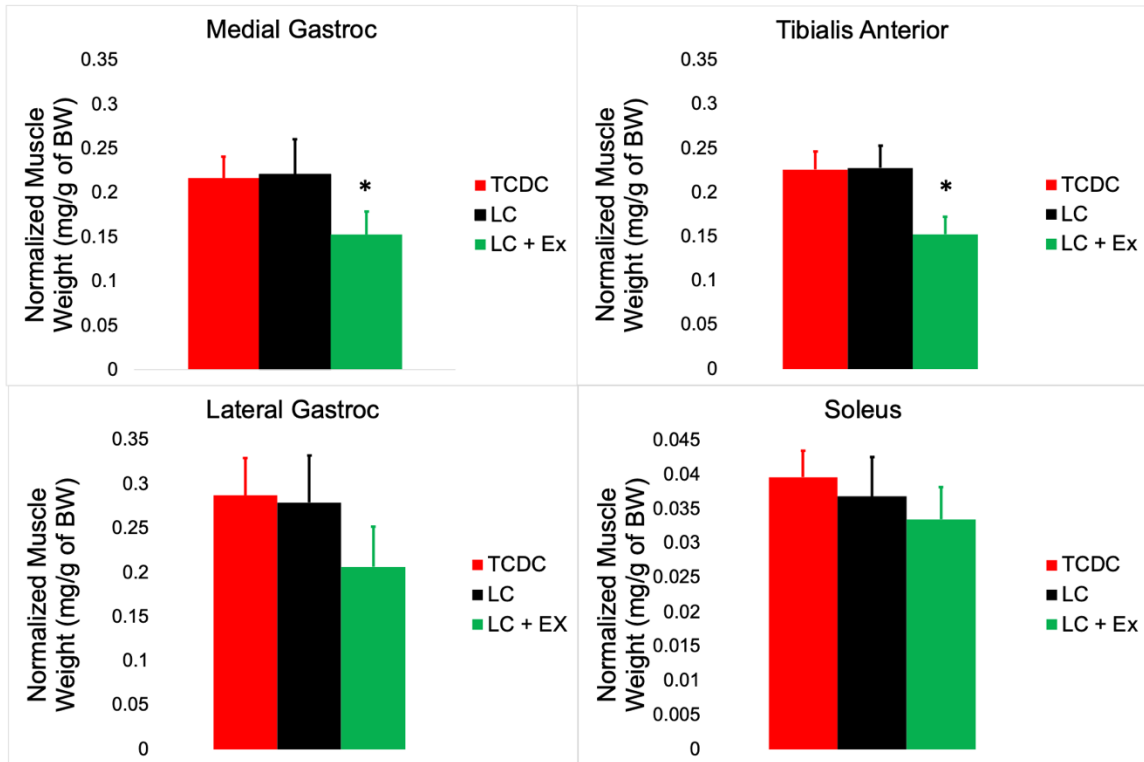 Medial Gastroc
Normalized Muscle
Weight (mg/g of BW)
0.35
0.3
0.25
0.2
0.15
0.1
0.05
0
*
TCDC
LC
LC + Ex
Tibialis Anterior
Normalized Muscle
Weight (mg/g of BW)
0.35
0.3
0.25
0.2
0.15
0.1
0.05
0
*
TCDC
LC
LC + Ex
Lateral Gastroc
Normalized Muscle
Weight (mg/g of BW)
0.35
0.3
0.25
0.2
0.15
0.1
0.05
0
TCDC
LC
LC + EX
Soleus
Normalized Muscle
Weight (mg/g of BW)
0.045
0.04
0.035
0.03
0.025
0.02
0.015
0.01
0.005
0
TCDC
LC
LC + Ex